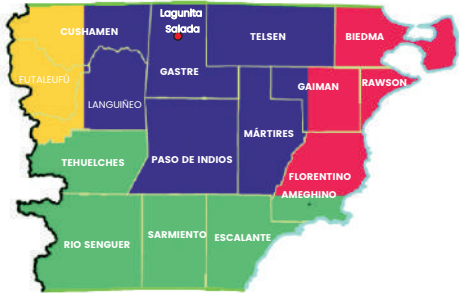 Lagunita
Salada
CUSHAMEN
TELSEN
BIEDMA
FUTALEUFÚ
GASTRE
GAIMAN
RAWSON
LANGUIÑEO
MÁRTIRES
TEHUELCHES
PASO DE INDIOS
FLORENTINO
AMEGHINO
RIO SENGUER
SARMIENTO
ESCALANTE